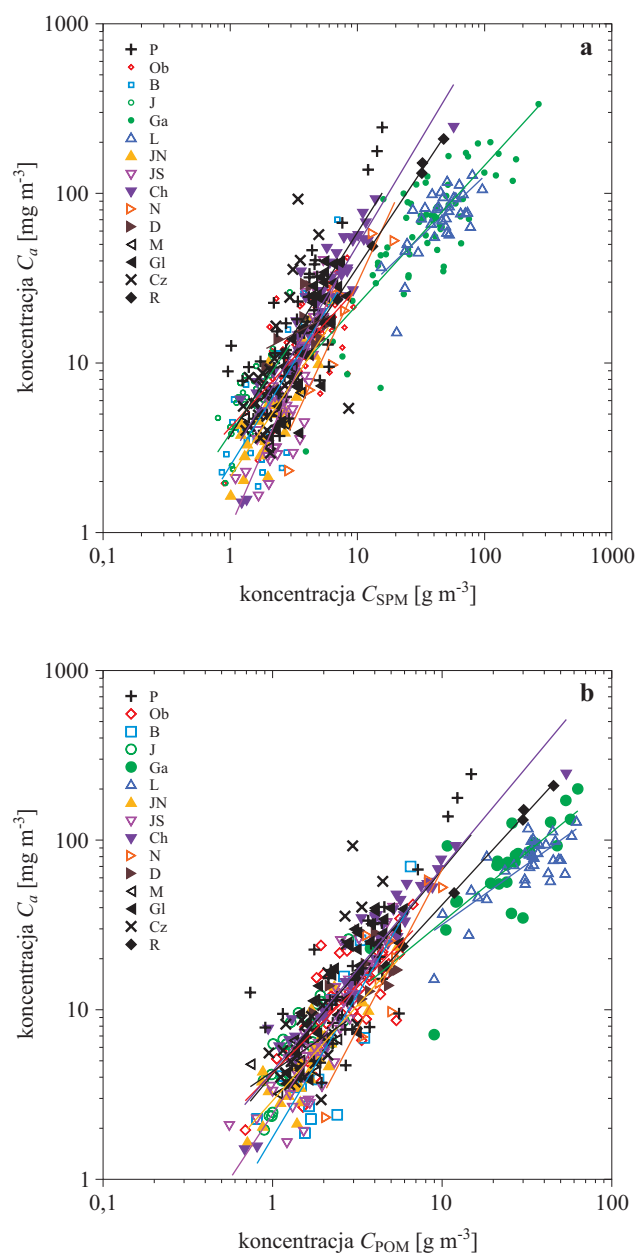 1000
a
P
Ob
B
J
Ga
L
JN
JS
Ch
N
D
M
Gl
Cz
R
100
10
1
koncentracja Cₐ [mg m⁻³]
0,1 1 10 100 1000
koncentracja C_SPM [g m⁻³]
1000
b
P
Ob
B
J
Ga
L
JN
JS
Ch
N
D
M
Gl
Cz
R
100
10
1
koncentracja Cₐ [mg m⁻³]
0,1 1 10 100
koncentracja C_POM [g m⁻³]